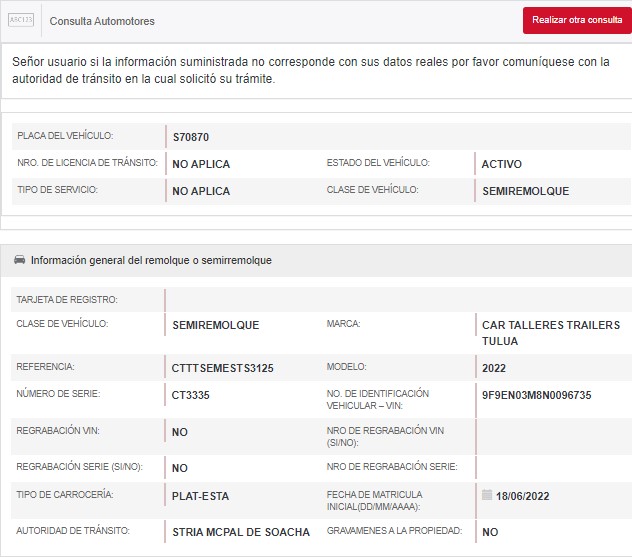 ABC123
Consulta Automotores
Realizar otra consulta
Señor usuario si la información suministrada no corresponde con sus datos reales por favor comuníquese con la
autoridad de tránsito en la cual solicitó su trámite.
PLACA DEL VEHÍCULO: S70870
NRO. DE LICENCIA DE TRÁNSITO: NO APLICA ESTADO DEL VEHÍCULO: ACTIVO
TIPO DE SERVICIO: NO APLICA CLASE DE VEHÍCULO: SEMIREMOLQUE
Información general del remolque o semirremolque
TARJETA DE REGISTRO:
CLASE DE VEHÍCULO: SEMIREMOLQUE MARCA: CAR TALLERES TRAILERS
TULUA
REFERENCIA: CTTTSEMESTS3125 MODELO: 2022
NÚMERO DE SERIE: CT3335 NO. DE IDENTIFICACIÓN
VEHICULAR – VIN: 9F9EN03M8N0096735
REGRABACIÓN VIN: NO NRO DE REGRABACIÓN VIN
(SI/NO):
REGRABACIÓN SERIE (SI/NO): NO NRO DE REGRABACIÓN SERIE:
TIPO DE CARROCERÍA: PLAT-ESTA FECHA DE MATRICULA
INICIAL(DD/MM/AAAA): 18/06/2022
AUTORIDAD DE TRÁNSITO: STRIA MCPAL DE SOACHA GRAVAMENES A LA PROPIEDAD: NO